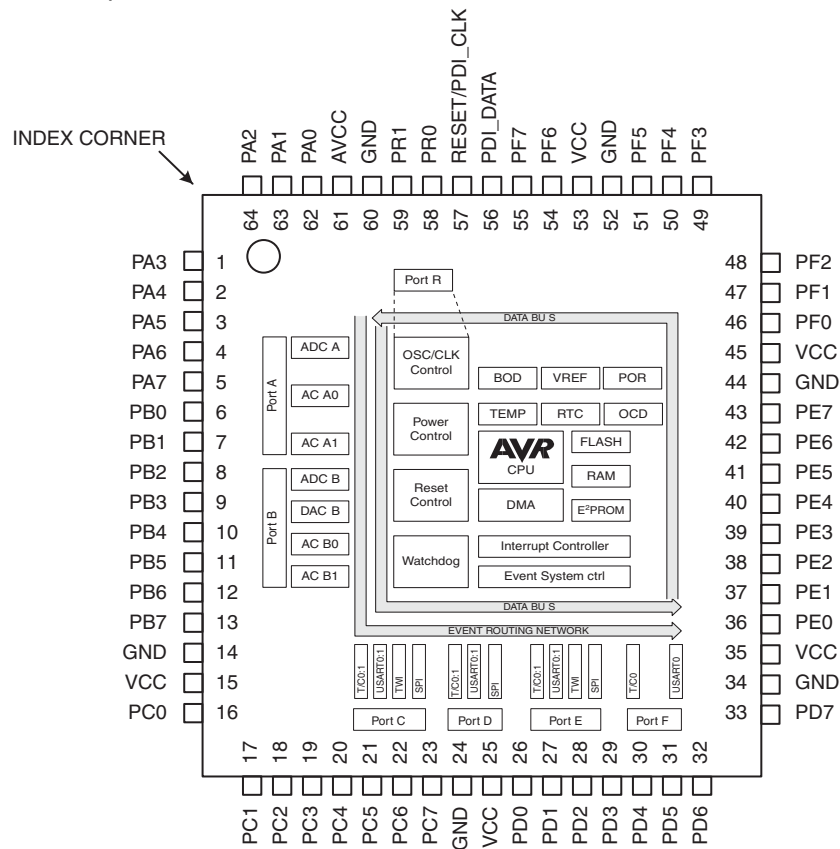 INDEX CORNER
PA2
PA1
PA0
AVCC
GND
PR1
PR0
RESET/PDI_CLK
PDI_DATA
PF7
PF6
VCC
GND
PF5
PF4
PF3
64
63
62
61
60
59
58
57
56
55
54
53
52
51
50
49
PA3 1
PA4 2
PA5 3
PA6 4
PA7 5
PB0 6
PB1 7
PB2 8
PB3 9
PB4 10
PB5 11
PB6 12
PB7 13
GND 14
VCC 15
PC0 16
48 PF2
47 PF1
46 PF0
45 VCC
44 GND
43 PE7
42 PE6
41 PE5
40 PE4
39 PE3
38 PE2
37 PE1
36 PE0
35 VCC
34 GND
33 PD7
Port R
DATA BU S
OSC/CLK
Control
Power
Control
Reset
Control
Watchdog
Port A
ADC A
AC A0
AC A1
Port B
ADC B
DAC B
AC B0
AC B1
BOD
VREF
POR
TEMP
RTC
OCD
AVR
CPU
FLASH
RAM
DMA
E²PROM
Interrupt Controller
Event System ctrl
DATA BU S
EVENT ROUTING NETWORK
T/C0:1
USART0:1
TWI
SPI
T/C0:1
USART0:1
SPI
T/C0:1
USART0:1
TWI
SPI
T/C0
USART0
Port C
Port D
Port E
Port F
17
18
19
20
21
22
23
24
25
26
27
28
29
30
31
32
PC1
PC2
PC3
PC4
PC5
PC6
PC7
GND
VCC
PD0
PD1
PD2
PD3
PD4
PD5
PD6